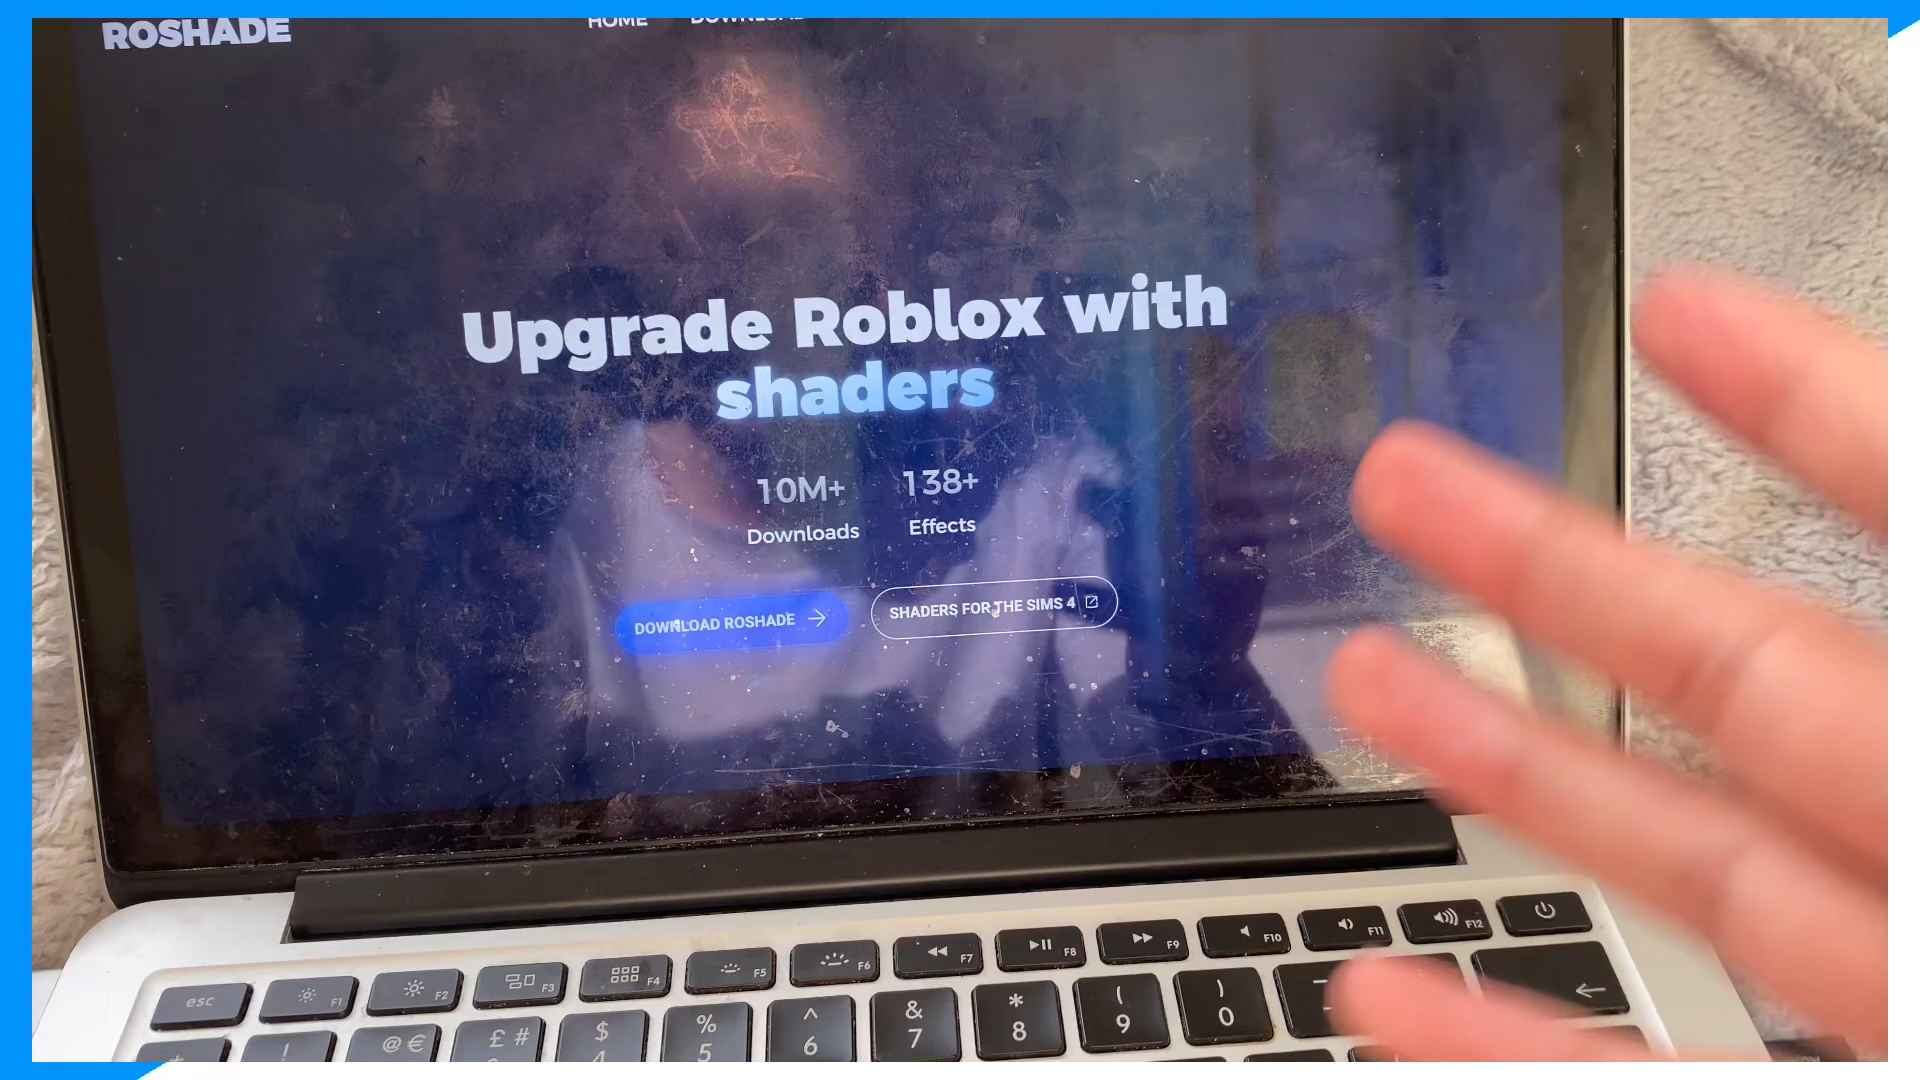 ROSHADE
HOME DOWNLOAD
Upgrade Roblox with
shaders
10M+ 138+
Downloads Effects
DOWNLOAD ROSHADE
SHADERS FOR THE SIMS 4
esc F1 F2 F3 F4 F5 F6 F7 F8 F9 F10 F11 F12
! @ € £ # $ % ^ & * ( )
4 5 6 7 8 9 0